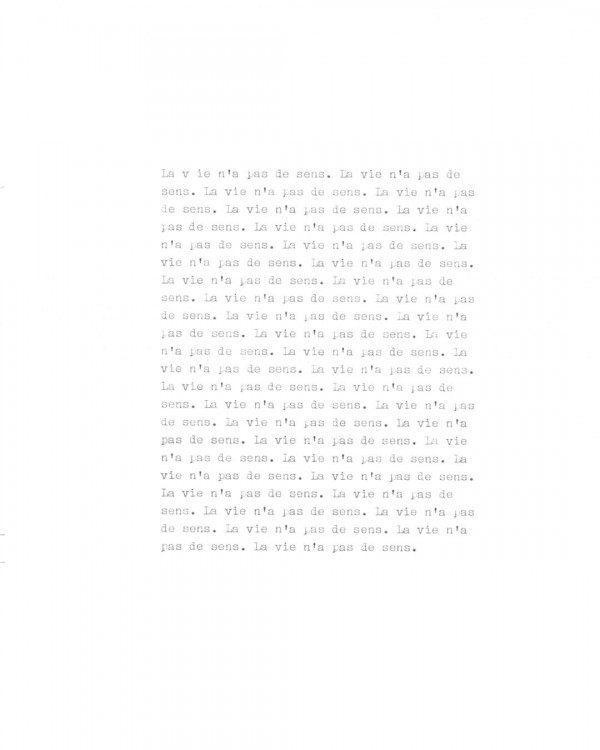 La v ie n'a pas de sens. La vie n'a pas de
sens. La vie n'a pas de sens. La vie n'a pas
de sens. La vie n'a pas de sens. La vie n'a
pas de sens. La vie n'a pas de sens. La vie
n'a pas de sens. La vie n'a pas de sens. La
vie n'a pas de sens. La vie n'a pas de sens.
La vie n'a pas de sens. La vie n'a pas de
sens. La vie n'a pas de sens. La vie n'a pas
de sens. La vie n'a pas de sens. La vie n'a
pas de sens. La vie n'a pas de sens. La vie
n'a pas de sens. La vie n'a pas de sens. La
vie n'a pas de sens. La vie n'a pas de sens.
La vie n'a pas de sens. La vie n'a pas de
sens. La vie n'a pas de sens. La vie n'a pas
de sens. La vie n'a pas de sens. La vie n'a
pas de sens. La vie n'a pas de sens. La vie
n'a pas de sens. La vie n'a pas de sens. La
vie n'a pas de sens. La vie n'a pas de sens.
La vie n'a pas de sens. La vie n'a pas de
sens. La vie n'a pas de sens. La vie n'a pas
de sens. La vie n'a pas de sens. La vie n'a
pas de sens. La vie n'a pas de sens.